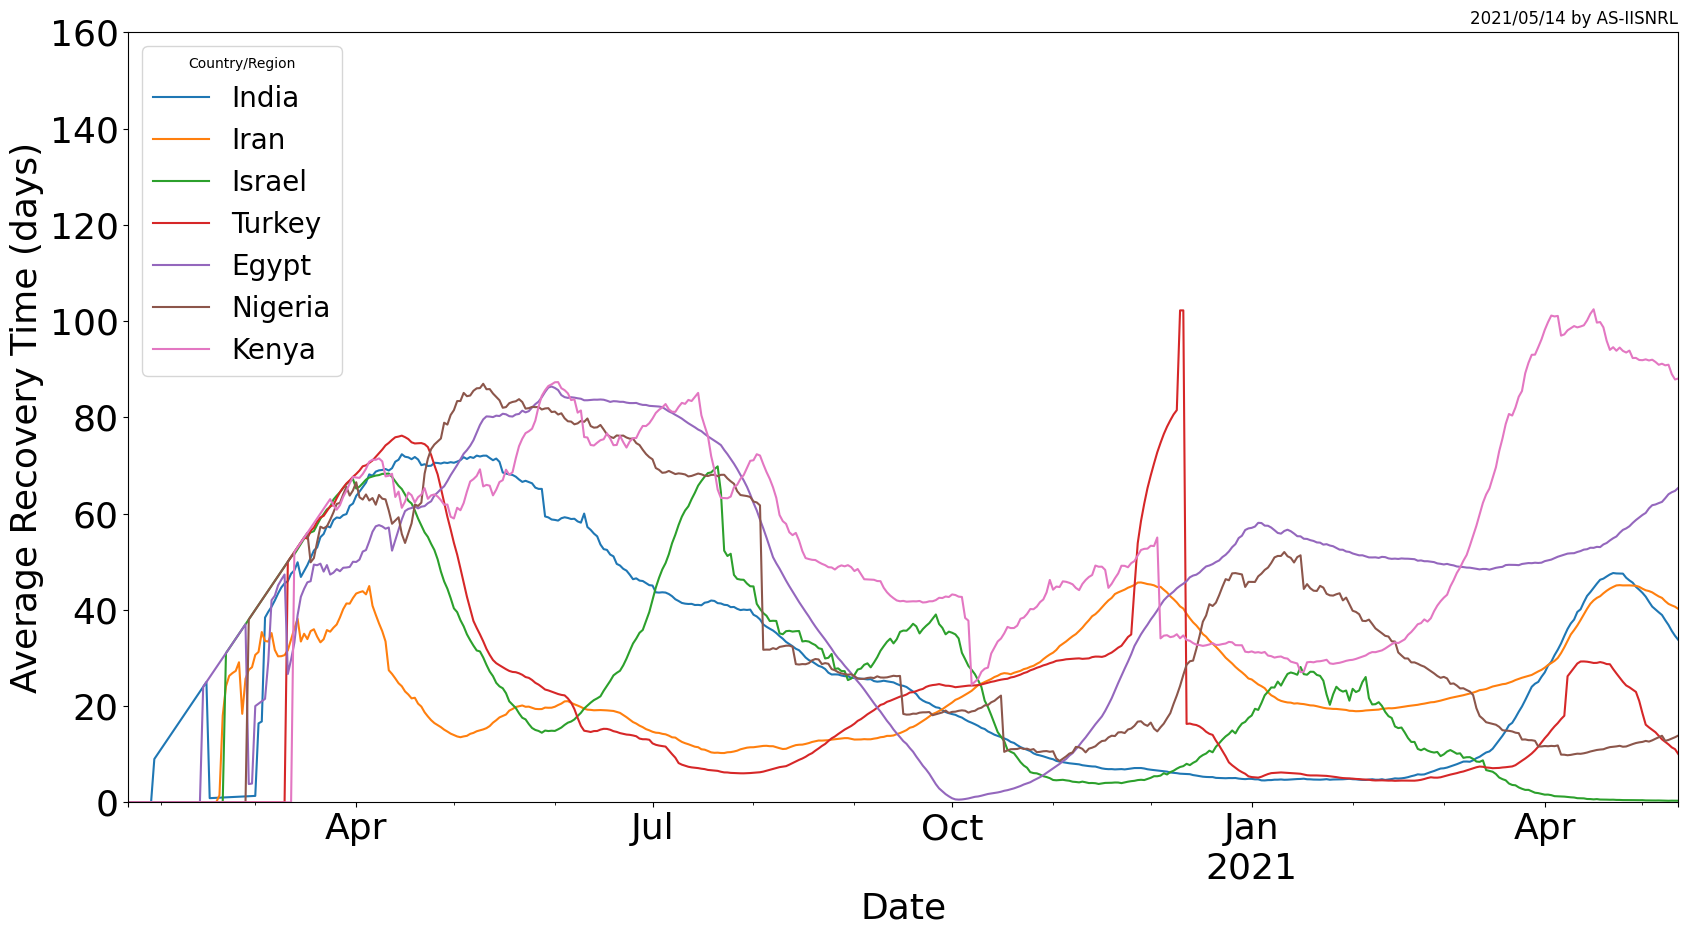 2021/05/14 by AS-IISNRL
160
140
120
100
80
60
40
20
0
Average Recovery Time (days)
Country/Region
India
Iran
Israel
Turkey
Egypt
Nigeria
Kenya
Apr
Jul
Oct
Jan
2021
Apr
Date